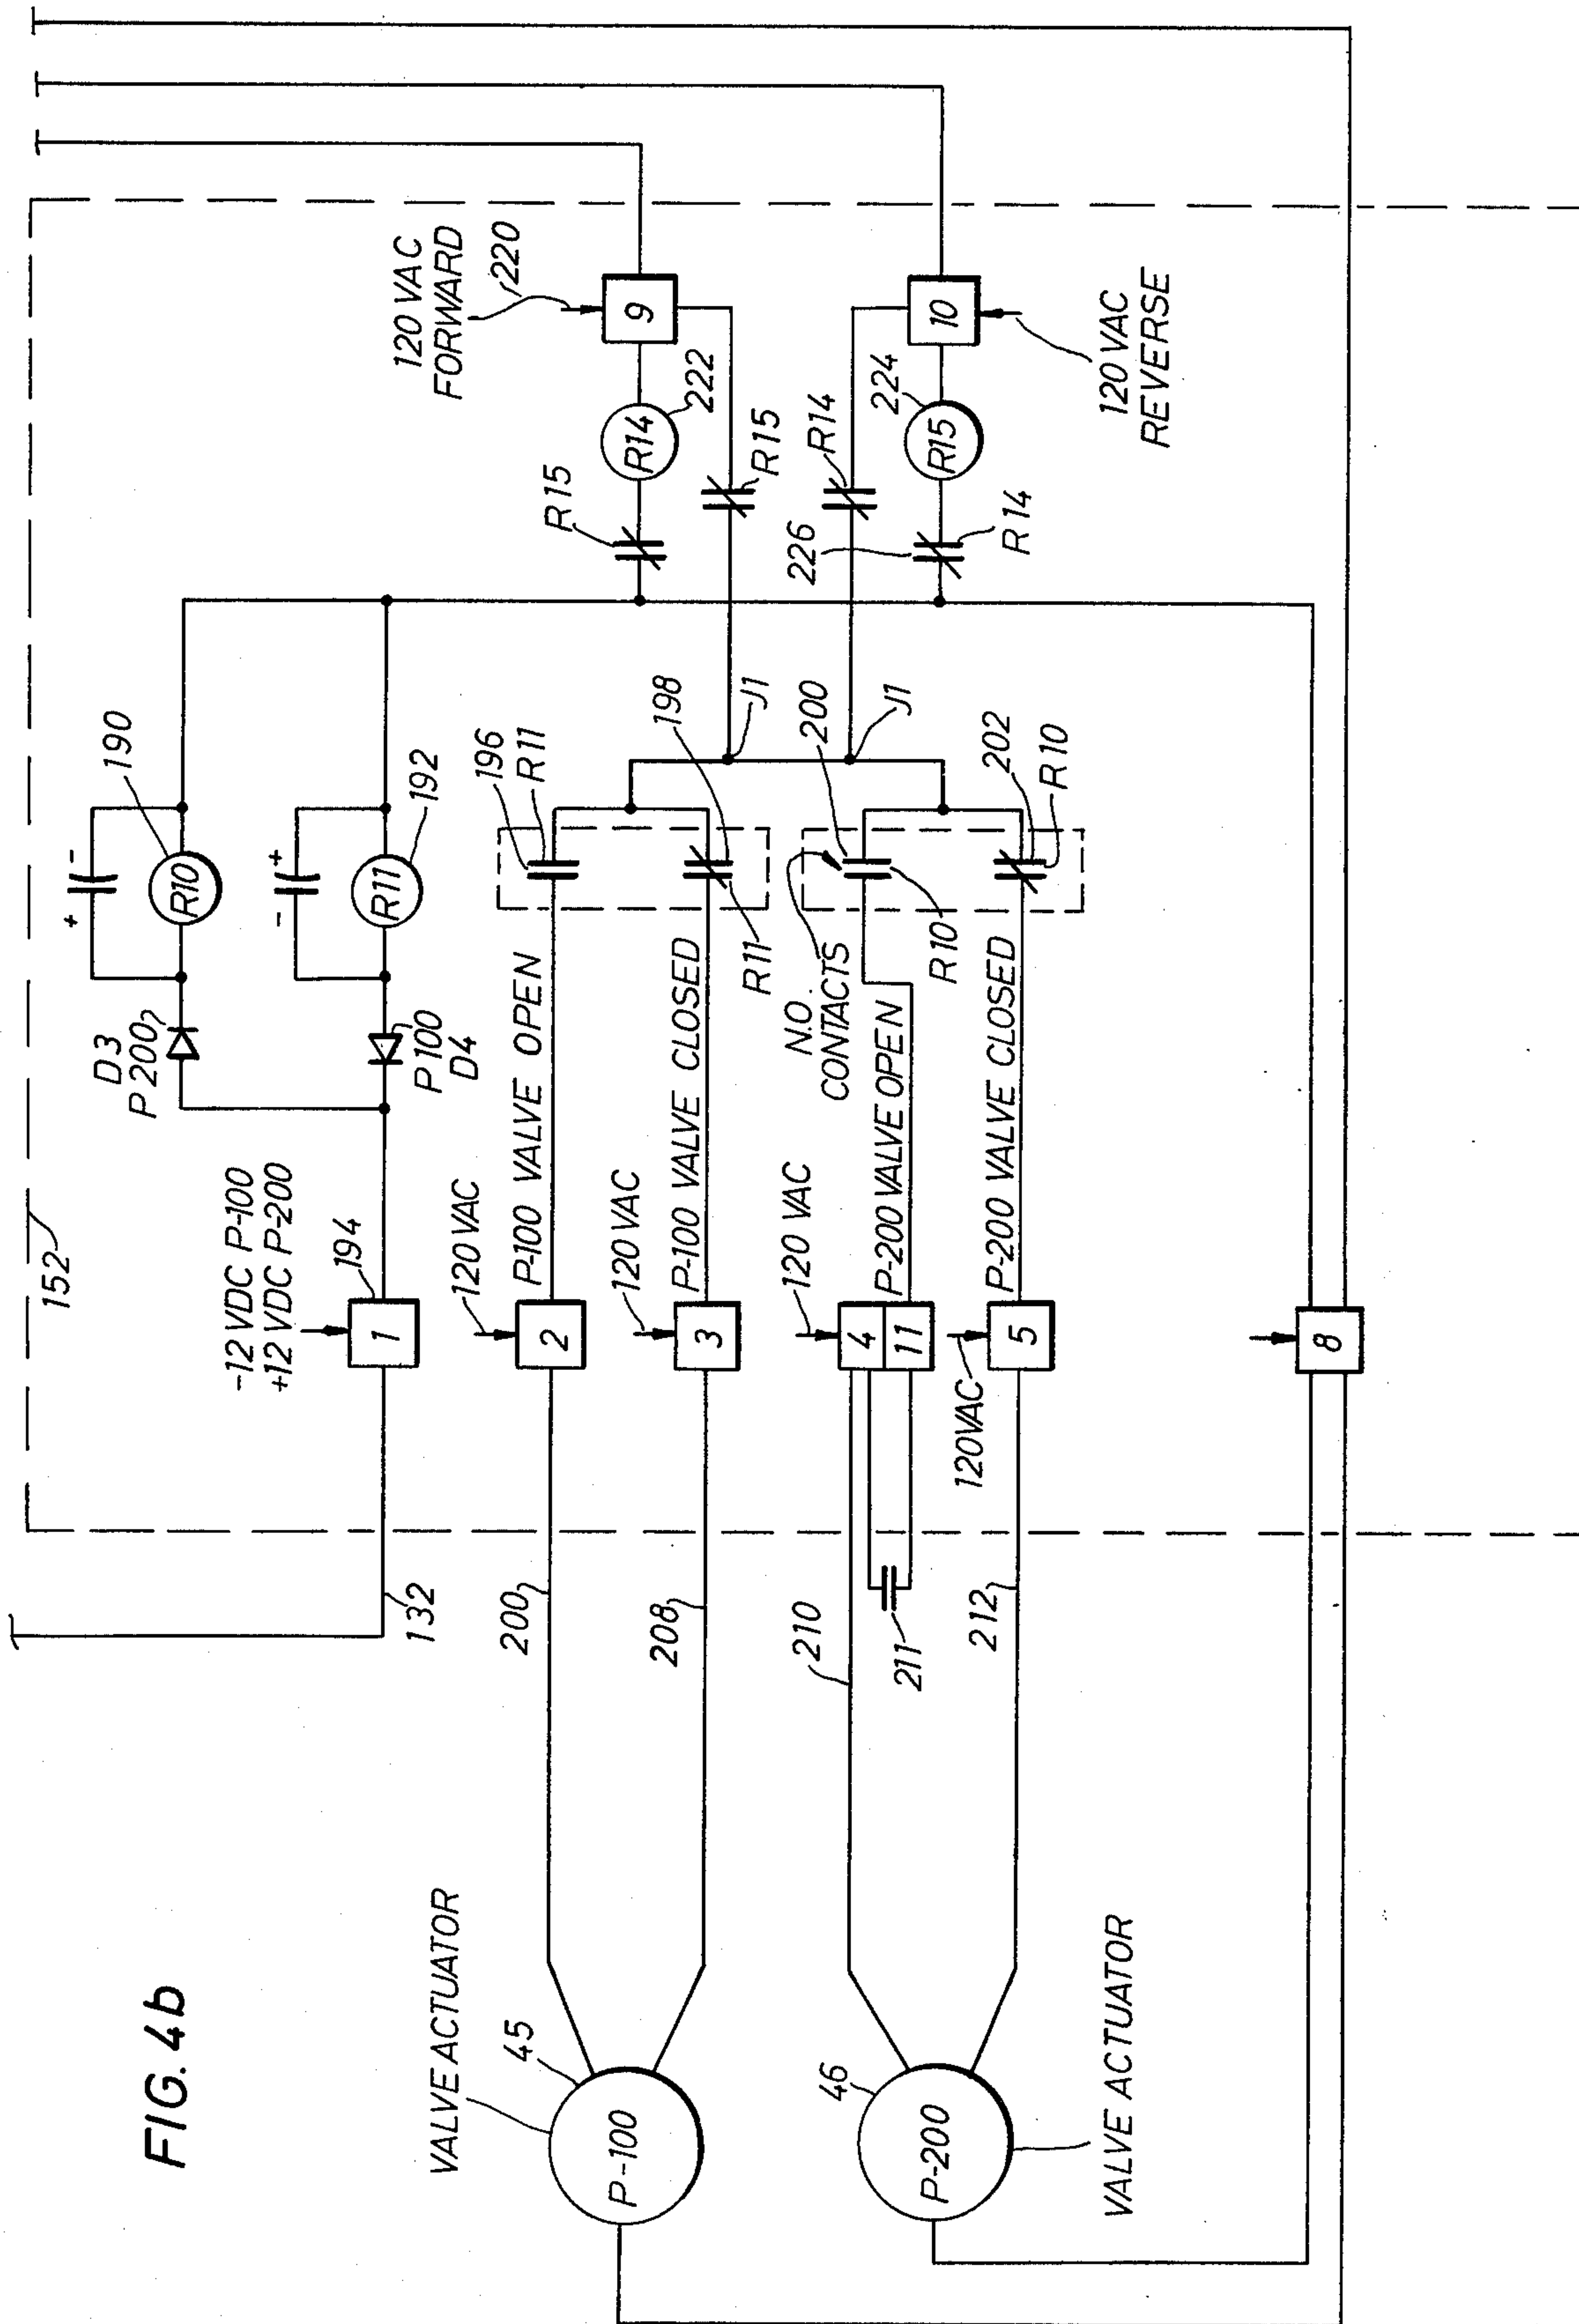 FIG. 4b
152
-12 VDC P-100
+12 VDC P-200
194
1
132
D3
P200
+
-
R10
190
P100
D4
-
+
R11
192
VALVE ACTUATOR
45
P-100
200
120 VAC
2
P-100 VALVE OPEN
196
R11
208
120 VAC
3
P-100 VALVE CLOSED
R11
198
J1
VALVE ACTUATOR
46
P-200
210
211
120 VAC
4
11
P-200 VALVE OPEN
N.O.
CONTACTS
R10
200
J1
212
120VAC
5
P-200 VALVE CLOSED
202
R10
8
120 VAC
FORWARD
220
9
R14
222
R15
R15
226
R14
R14
224
R15
10
120 VAC
REVERSE